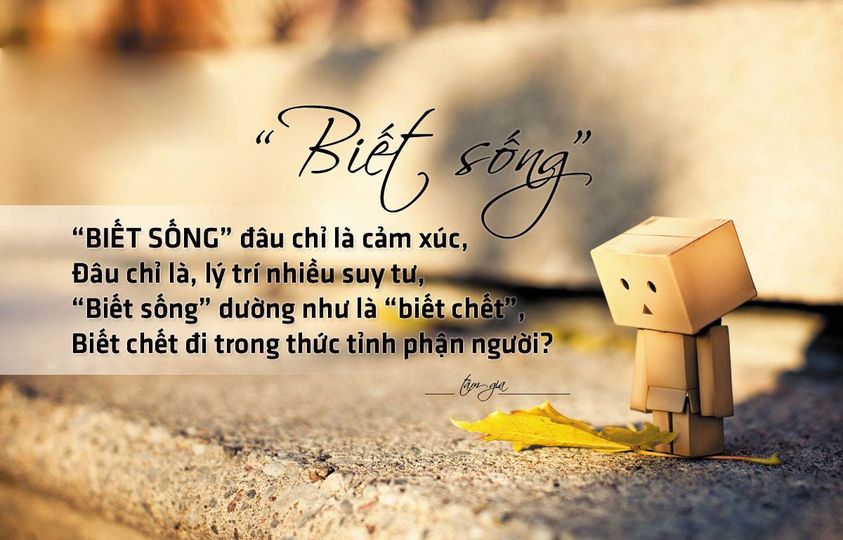 “Biết sống”
“BIẾT SỐNG” đâu chỉ là cảm xúc,
Đâu chỉ là, lý trí nhiều suy tư,
“Biết sống” dường như là “biết chết”,
Biết chết đi trong thức tỉnh phận người?
tâm gia